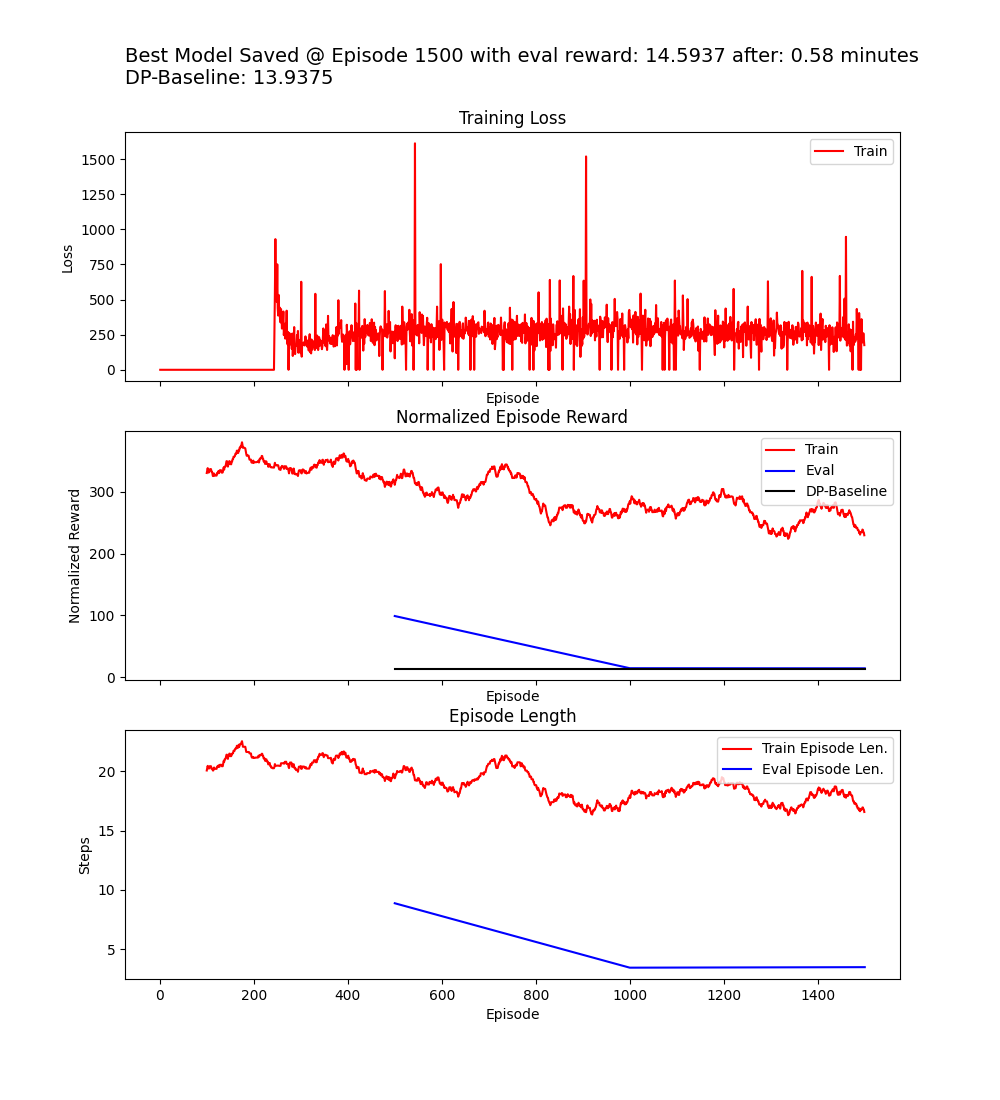 Best Model Saved @ Episode 1500 with eval reward: 14.5937 after: 0.58 minutes
DP-Baseline: 13.9375
Training Loss
Train
1500
1250
1000
750
500
250
0
Loss
Episode
Normalized Episode Reward
Train
Eval
DP-Baseline
300
200
100
0
Normalized Reward
Episode
Episode Length
Train Episode Len.
Eval Episode Len.
20
15
10
5
Steps
0 200 400 600 800 1000 1200 1400
Episode